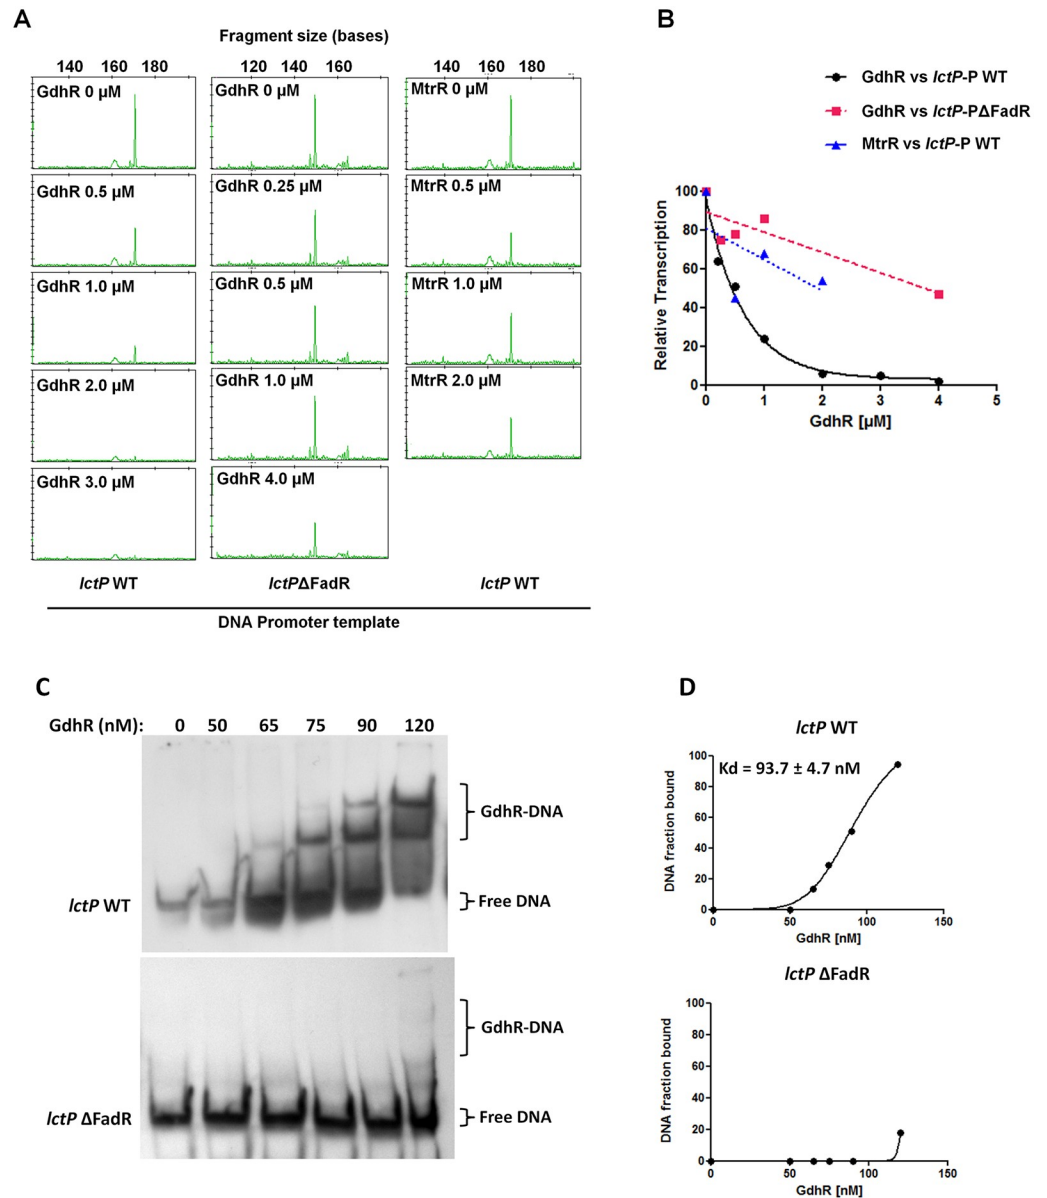 A
Fragment size (bases)
140 160 180
120 140 160
140 160 180
GdhR 0 µM
GdhR 0 µM
MtrR 0 µM
GdhR 0.5 µM
GdhR 0.25 µM
MtrR 0.5 µM
GdhR 1.0 µM
GdhR 0.5 µM
MtrR 1.0 µM
GdhR 2.0 µM
GdhR 1.0 µM
MtrR 2.0 µM
GdhR 3.0 µM
GdhR 4.0 µM
lctP WT
lctPΔFadR
lctP WT
DNA Promoter template
B
GdhR vs lctP-P WT
GdhR vs lctP-PΔFadR
MtrR vs lctP-P WT
Relative Transcription
100
80
60
40
20
0
0 1 2 3 4 5
GdhR [µM]
C
GdhR (nM): 0 50 65 75 90 120
GdhR-DNA
lctP WT
Free DNA
GdhR-DNA
lctP ΔFadR
Free DNA
D
lctP WT
Kd = 93.7 ± 4.7 nM
DNA fraction bound
100
80
60
40
20
0
0 50 100 150
GdhR [nM]
lctP ΔFadR
DNA fraction bound
100
80
60
40
20
0
0 50 100 150
GdhR [nM]